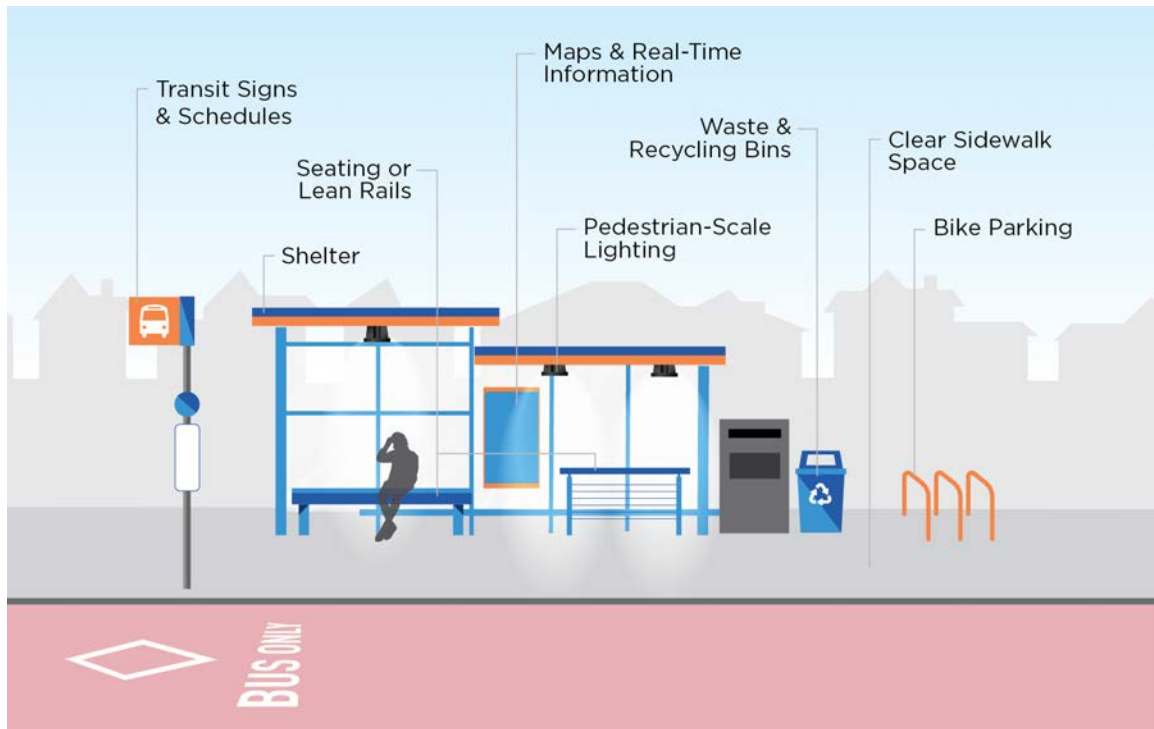 Maps & Real-Time
Information
Transit Signs
& Schedules
Waste &
Recycling Bins
Clear Sidewalk
Space
Seating or
Lean Rails
Pedestrian-Scale
Lighting
Bike Parking
Shelter
BUS ONLY